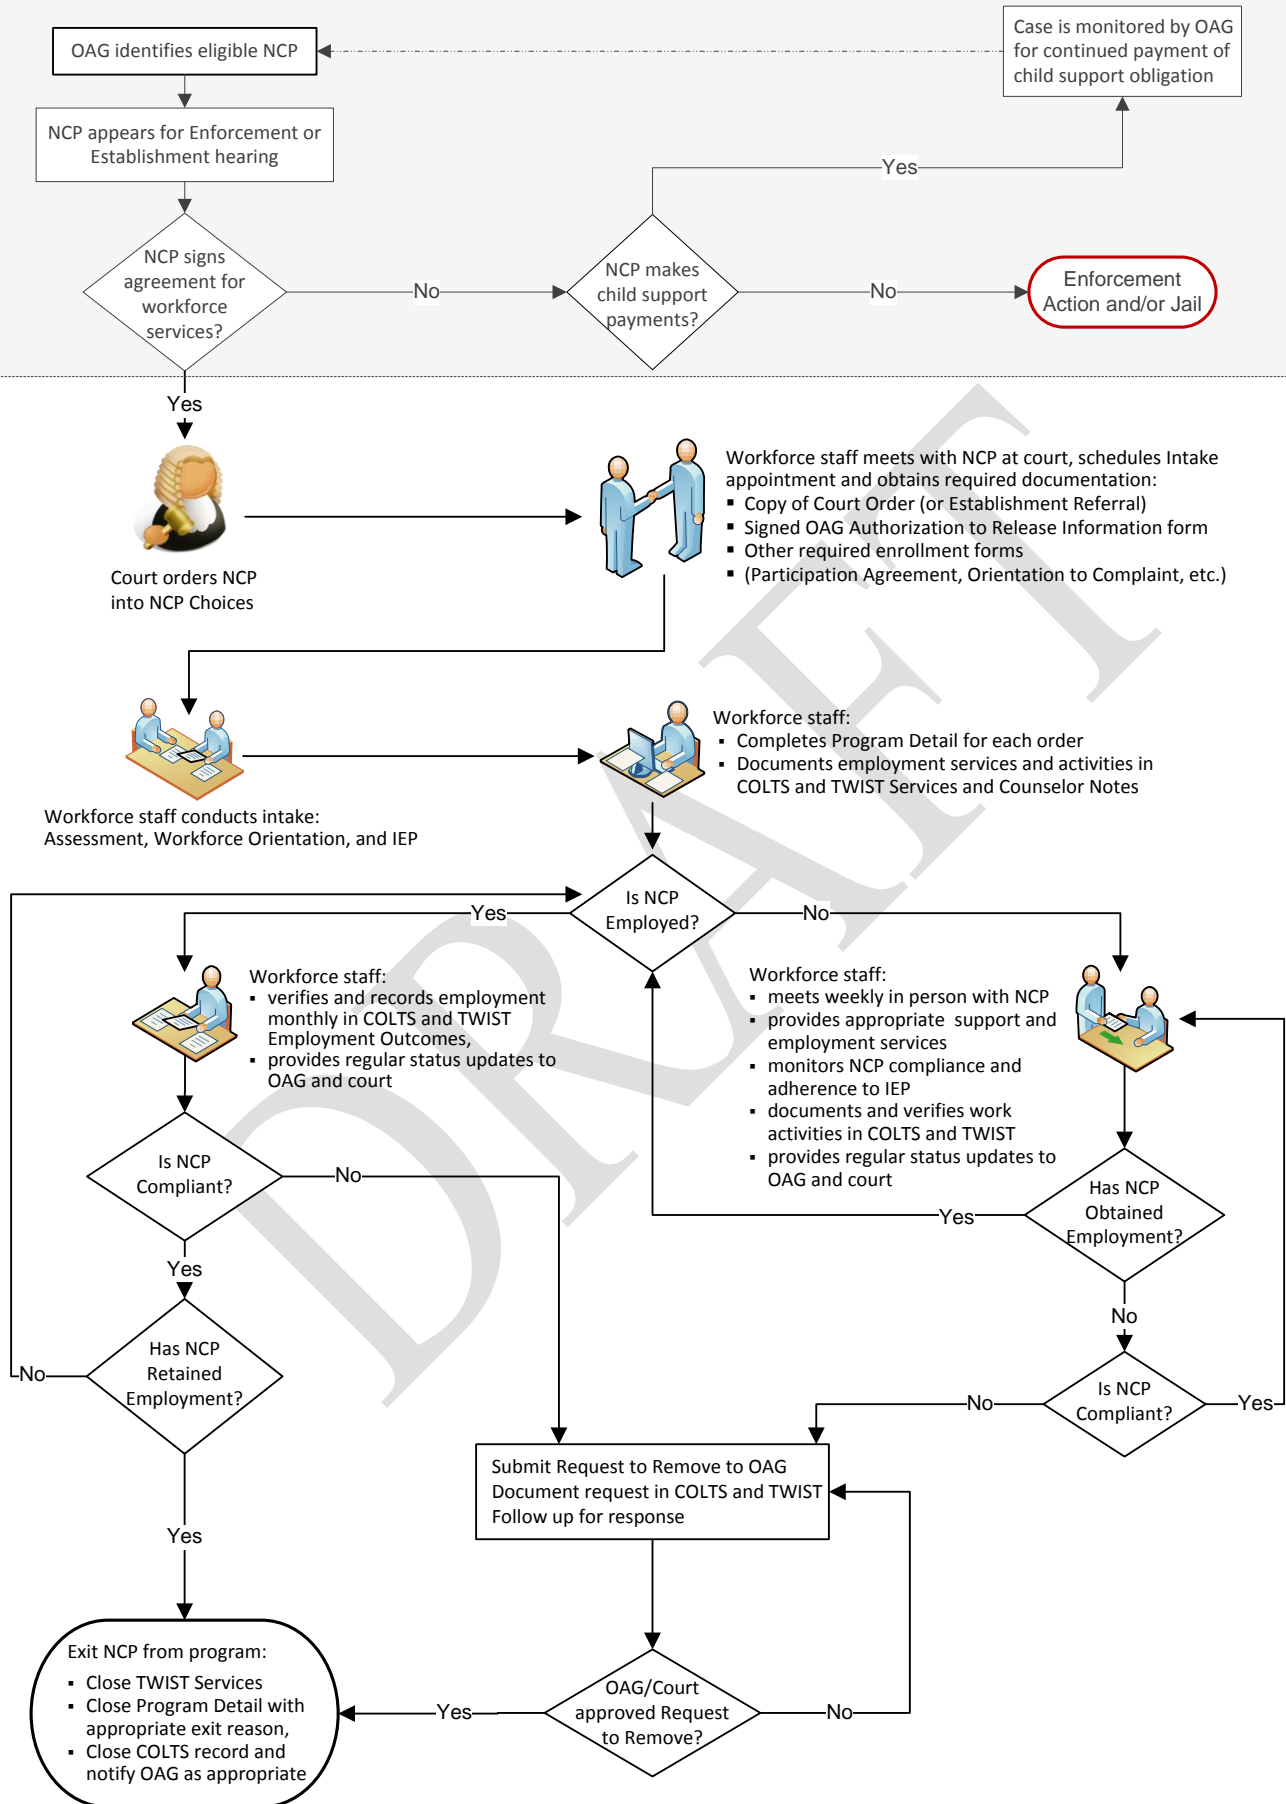 OAG identifies eligible NCP
Case is monitored by OAG
for continued payment of
child support obligation
NCP appears for Enforcement or
Establishment hearing
Yes
NCP signs
agreement for
workforce
services?
No
NCP makes
child support
payments?
No
Enforcement
Action and/or Jail
Yes
Court orders NCP
into NCP Choices
Workforce staff meets with NCP at court, schedules Intake
appointment and obtains required documentation:
▪ Copy of Court Order (or Establishment Referral)
▪ Signed OAG Authorization to Release Information form
▪ Other required enrollment forms
▪ (Participation Agreement, Orientation to Complaint, etc.)
Workforce staff conducts intake:
Assessment, Workforce Orientation, and IEP
Workforce staff:
▪ Completes Program Detail for each order
▪ Documents employment services and activities in
COLTS and TWIST Services and Counselor Notes
Is NCP
Employed?
Yes
No
Workforce staff:
▪ verifies and records employment
monthly in COLTS and TWIST
Employment Outcomes,
▪ provides regular status updates to
OAG and court
Workforce staff:
▪ meets weekly in person with NCP
▪ provides appropriate  support and
employment services
▪ monitors NCP compliance and
adherence to IEP
▪ documents and verifies work
activities in COLTS and TWIST
▪ provides regular status updates to
OAG and court
Is NCP
Compliant?
No
Yes
Has NCP
Obtained
Employment?
Yes
No
Has NCP
Retained
Employment?
No
Is NCP
Compliant?
No
Yes
Submit Request to Remove to OAG
Document request in COLTS and TWIST
Follow up for response
Yes
Exit NCP from program:
▪ Close TWIST Services
▪ Close Program Detail with
appropriate exit reason,
▪ Close COLTS record and
notify OAG as appropriate
OAG/Court
approved Request
to Remove?
Yes
No
DRAFT